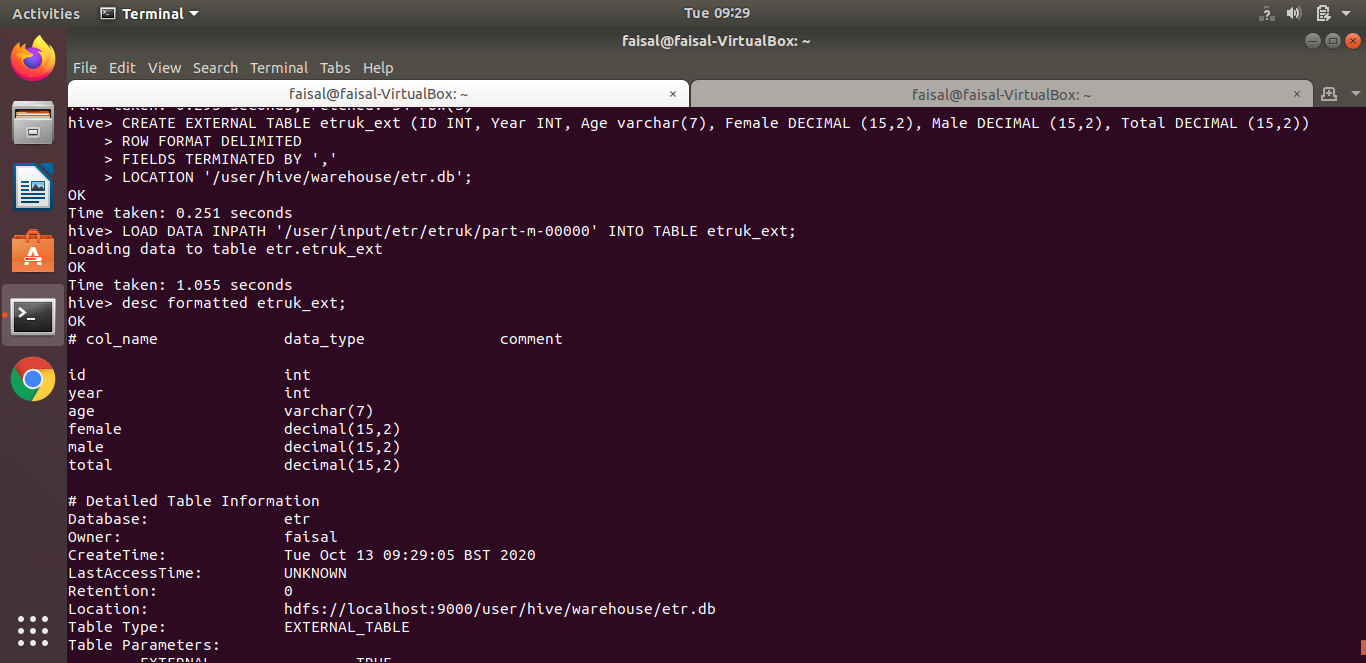 Activities Terminal Tue 09:29
faisal@faisal-VirtualBox: ~
File Edit View Search Terminal Tabs Help
faisal@faisal-VirtualBox: ~ × faisal@faisal-VirtualBox: ~ ×
hive> CREATE EXTERNAL TABLE etruk_ext (ID INT, Year INT, Age varchar(7), Female DECIMAL (15,2), Male DECIMAL (15,2), Total DECIMAL (15,2))
> ROW FORMAT DELIMITED
> FIELDS TERMINATED BY ','
> LOCATION '/user/hive/warehouse/etr.db';
OK
Time taken: 0.251 seconds
hive> LOAD DATA INPATH '/user/input/etr/etruk/part-m-00000' INTO TABLE etruk_ext;
Loading data to table etr.etruk_ext
OK
Time taken: 1.055 seconds
hive> desc formatted etruk_ext;
OK
# col_name data_type comment
id int
year int
age varchar(7)
female decimal(15,2)
male decimal(15,2)
total decimal(15,2)
# Detailed Table Information
Database: etr
Owner: faisal
CreateTime: Tue Oct 13 09:29:05 BST 2020
LastAccessTime: UNKNOWN
Retention: 0
Location: hdfs://localhost:9000/user/hive/warehouse/etr.db
Table Type: EXTERNAL_TABLE
Table Parameters:
EXTERNAL TRUE